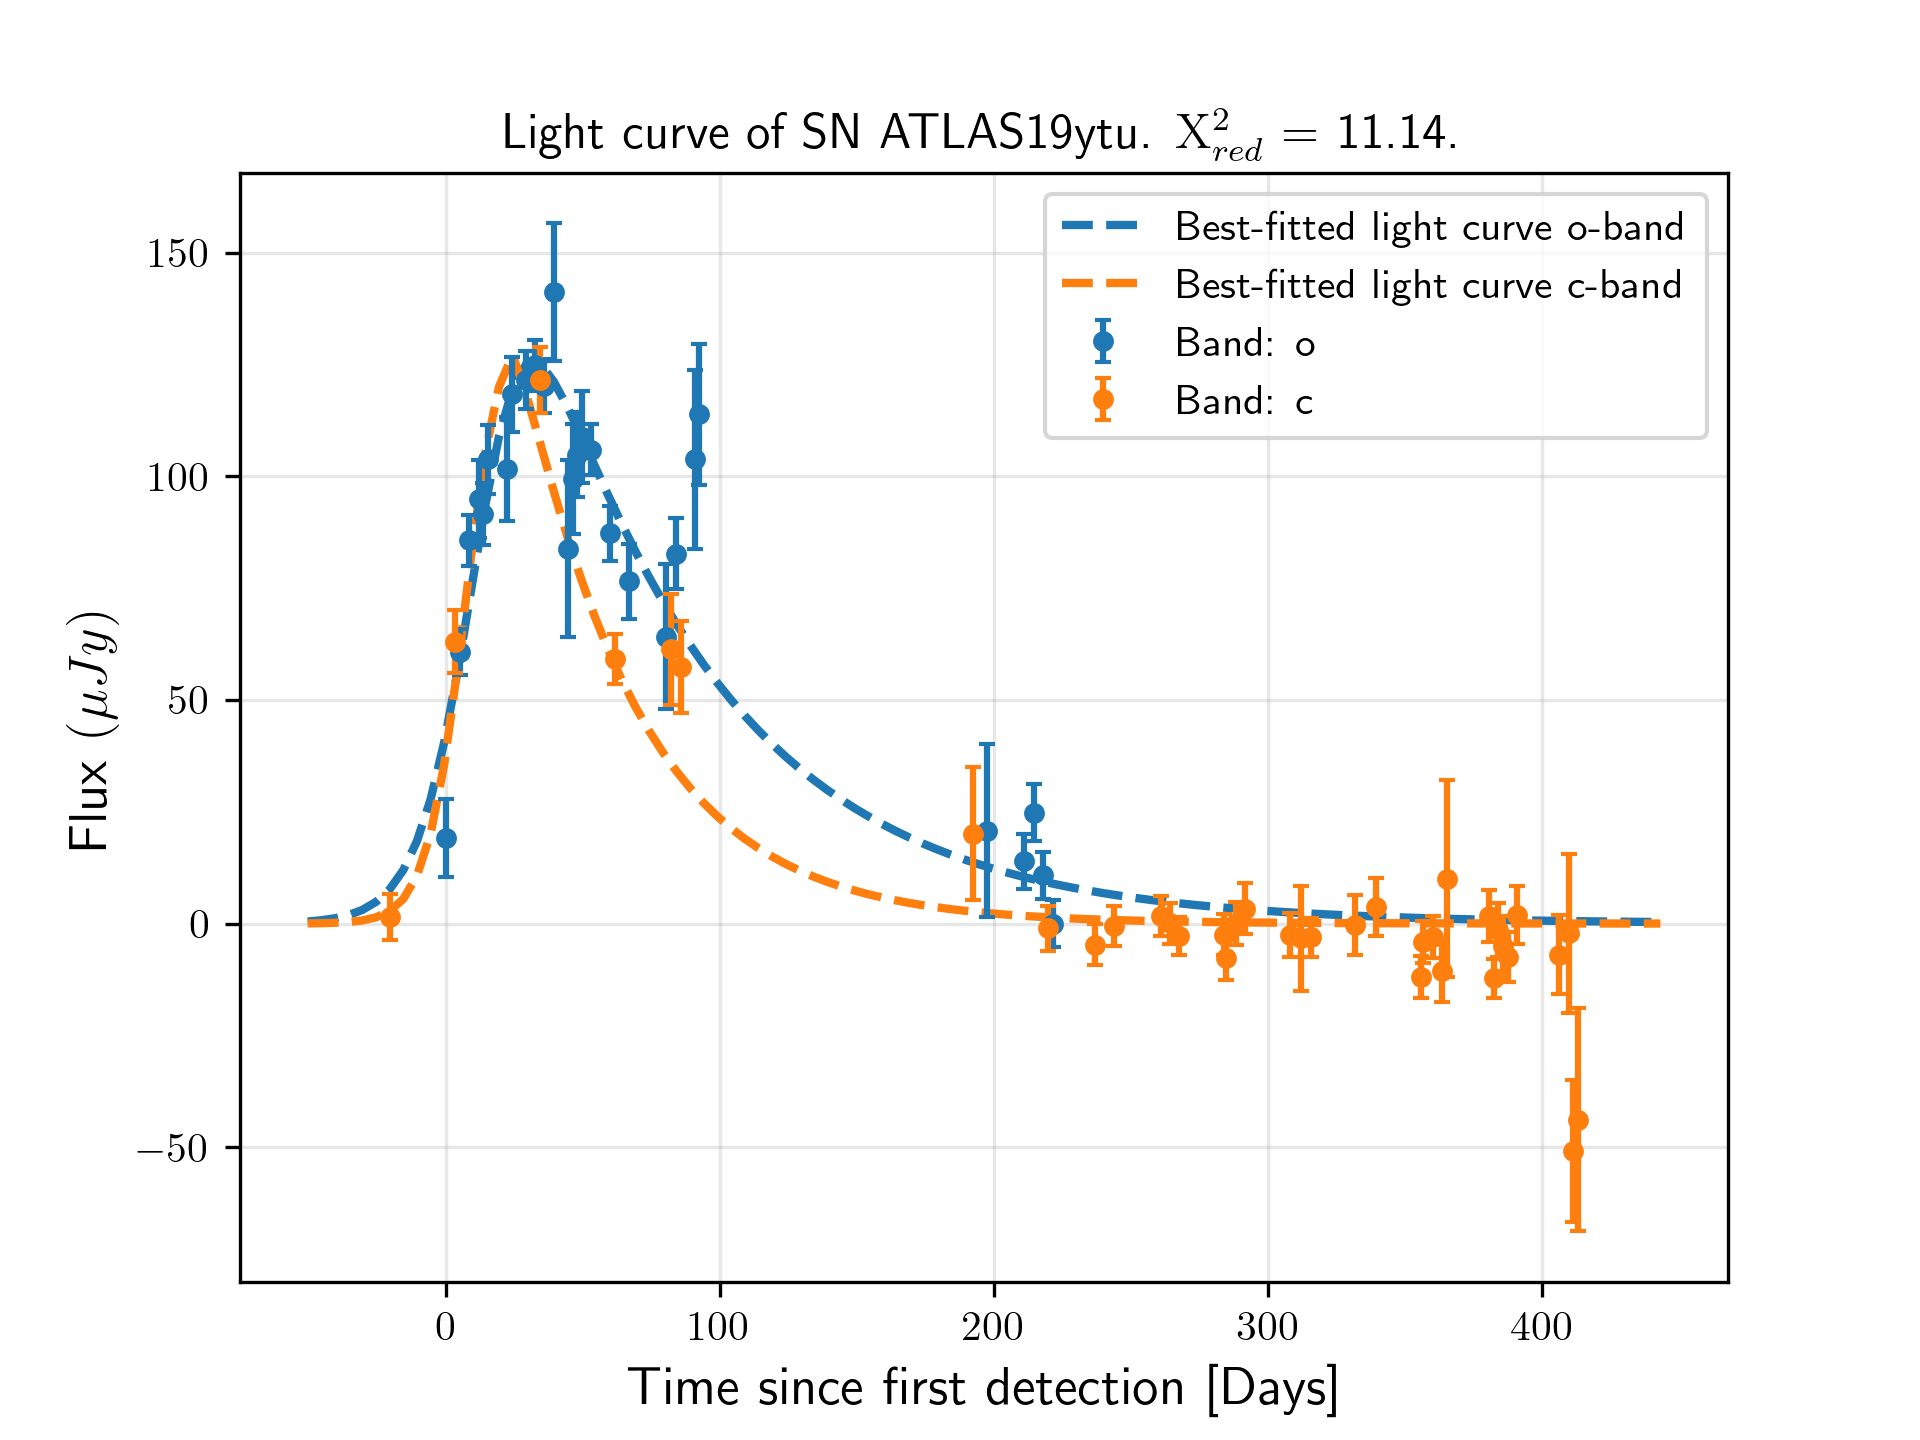 Light curve of SN ATLAS19ytu. X²_red = 11.14.
Best-fitted light curve o-band
Best-fitted light curve c-band
Band: o
Band: c
150
100
50
0
−50
Flux (μJy)
0 100 200 300 400
Time since first detection [Days]